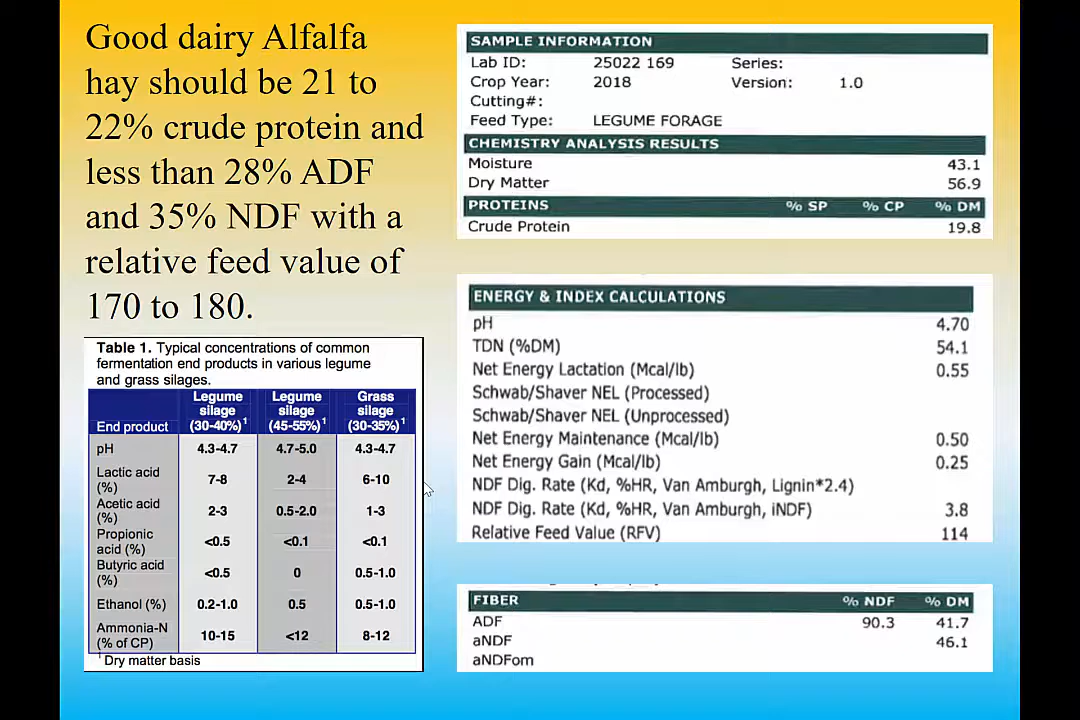 Good dairy Alfalfa
hay should be 21 to
22% crude protein and
less than 28% ADF
and 35% NDF with a
relative feed value of
170 to 180.
Table 1. Typical concentrations of common
fermentation end products in various legume
and grass silages.
End product Legume silage (30-40%)¹ Legume silage (45-55%)¹ Grass silage (30-35%)¹
pH 4.3-4.7 4.7-5.0 4.3-4.7
Lactic acid (%) 7-8 2-4 6-10
Acetic acid (%) 2-3 0.5-2.0 1-3
Propionic acid (%) <0.5 <0.1 <0.1
Butyric acid (%) <0.5 0 0.5-1.0
Ethanol (%) 0.2-1.0 0.5 0.5-1.0
Ammonia-N (% of CP) 10-15 <12 8-12
¹ Dry matter basis
SAMPLE INFORMATION
Lab ID: 25022 169 Series:
Crop Year: 2018 Version: 1.0
Cutting#:
Feed Type: LEGUME FORAGE
CHEMISTRY ANALYSIS RESULTS
Moisture 43.1
Dry Matter 56.9
PROTEINS % SP % CP % DM
Crude Protein 19.8
ENERGY & INDEX CALCULATIONS
pH 4.70
TDN (%DM) 54.1
Net Energy Lactation (Mcal/lb) 0.55
Schwab/Shaver NEL (Processed)
Schwab/Shaver NEL (Unprocessed)
Net Energy Maintenance (Mcal/lb) 0.50
Net Energy Gain (Mcal/lb) 0.25
NDF Dig. Rate (Kd, %HR, Van Amburgh, Lignin*2.4)
NDF Dig. Rate (Kd, %HR, Van Amburgh, iNDF) 3.8
Relative Feed Value (RFV) 114
FIBER % NDF % DM
ADF 90.3 41.7
aNDF 46.1
aNDFom